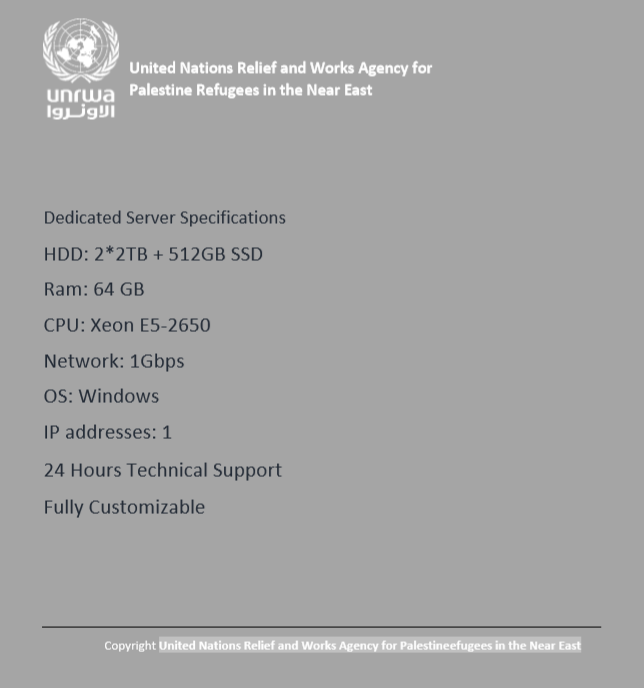 United Nations Relief and Works Agency for
Palestine Refugees in the Near East
unrwa
الاونروا
Dedicated Server Specifications
HDD: 2*2TB + 512GB SSD
Ram: 64 GB
CPU: Xeon E5-2650
Network: 1Gbps
OS: Windows
IP addresses: 1
24 Hours Technical Support
Fully Customizable
Copyright United Nations Relief and Works Agency for Palestineefugees in the Near East